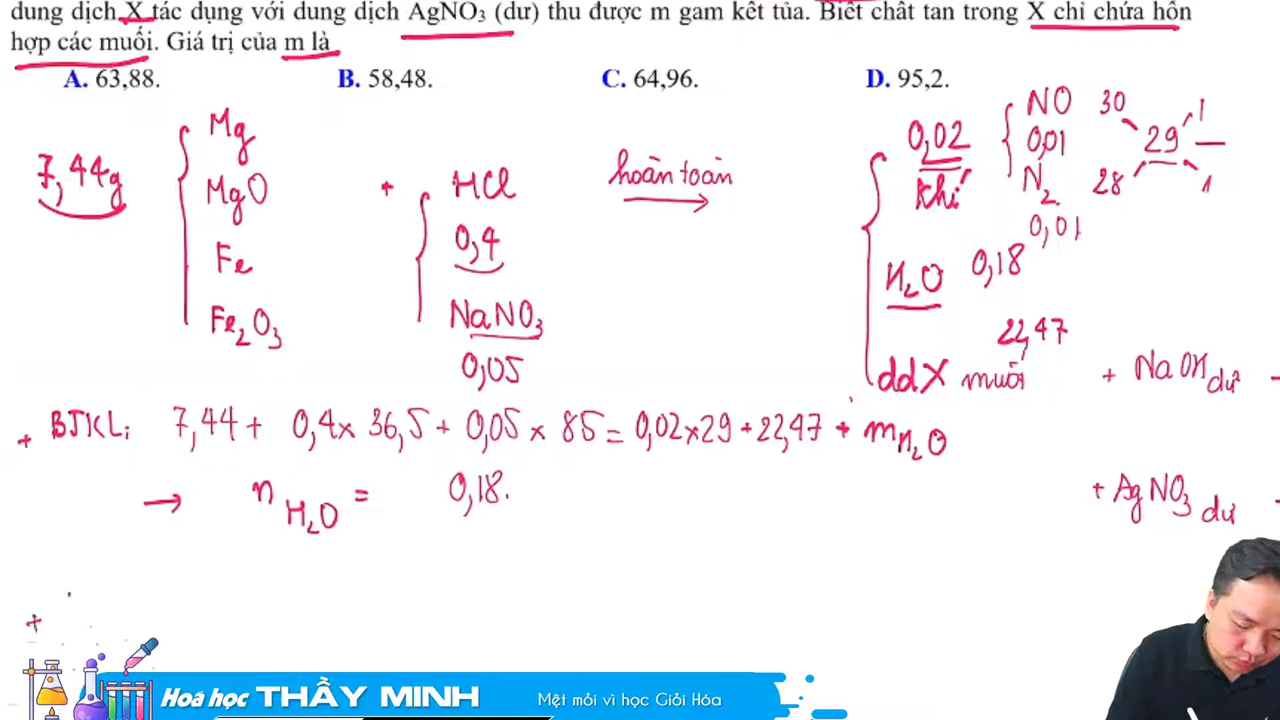 dung dịch X tác dụng với dung dịch AgNO₃ (dư) thu được m gam kết tủa. Biết chất tan trong X chỉ chứa hỗn
hợp các muối. Giá trị của m là
A. 63,88. B. 58,48. C. 64,96. D. 95,2.
7,44g
Mg
MgO
Fe
Fe₂O₃
+
HCl
0,4
NaNO₃
0,05
hoàn toàn
0,02
khí
NO 30
0,01
N₂ 28
0,01
29
1
1
H₂O 0,18
22,47
ddX muối
+ NaOH dư
+ BTKL: 7,44 + 0,4 x 36,5 + 0,05 x 85 = 0,02 x 29 + 22,47 + mH₂O
→ nH₂O = 0,18.
+ AgNO₃ dư
+
Hoá học THẦY MINH
Mệt mỏi vì học Giỏi Hóa